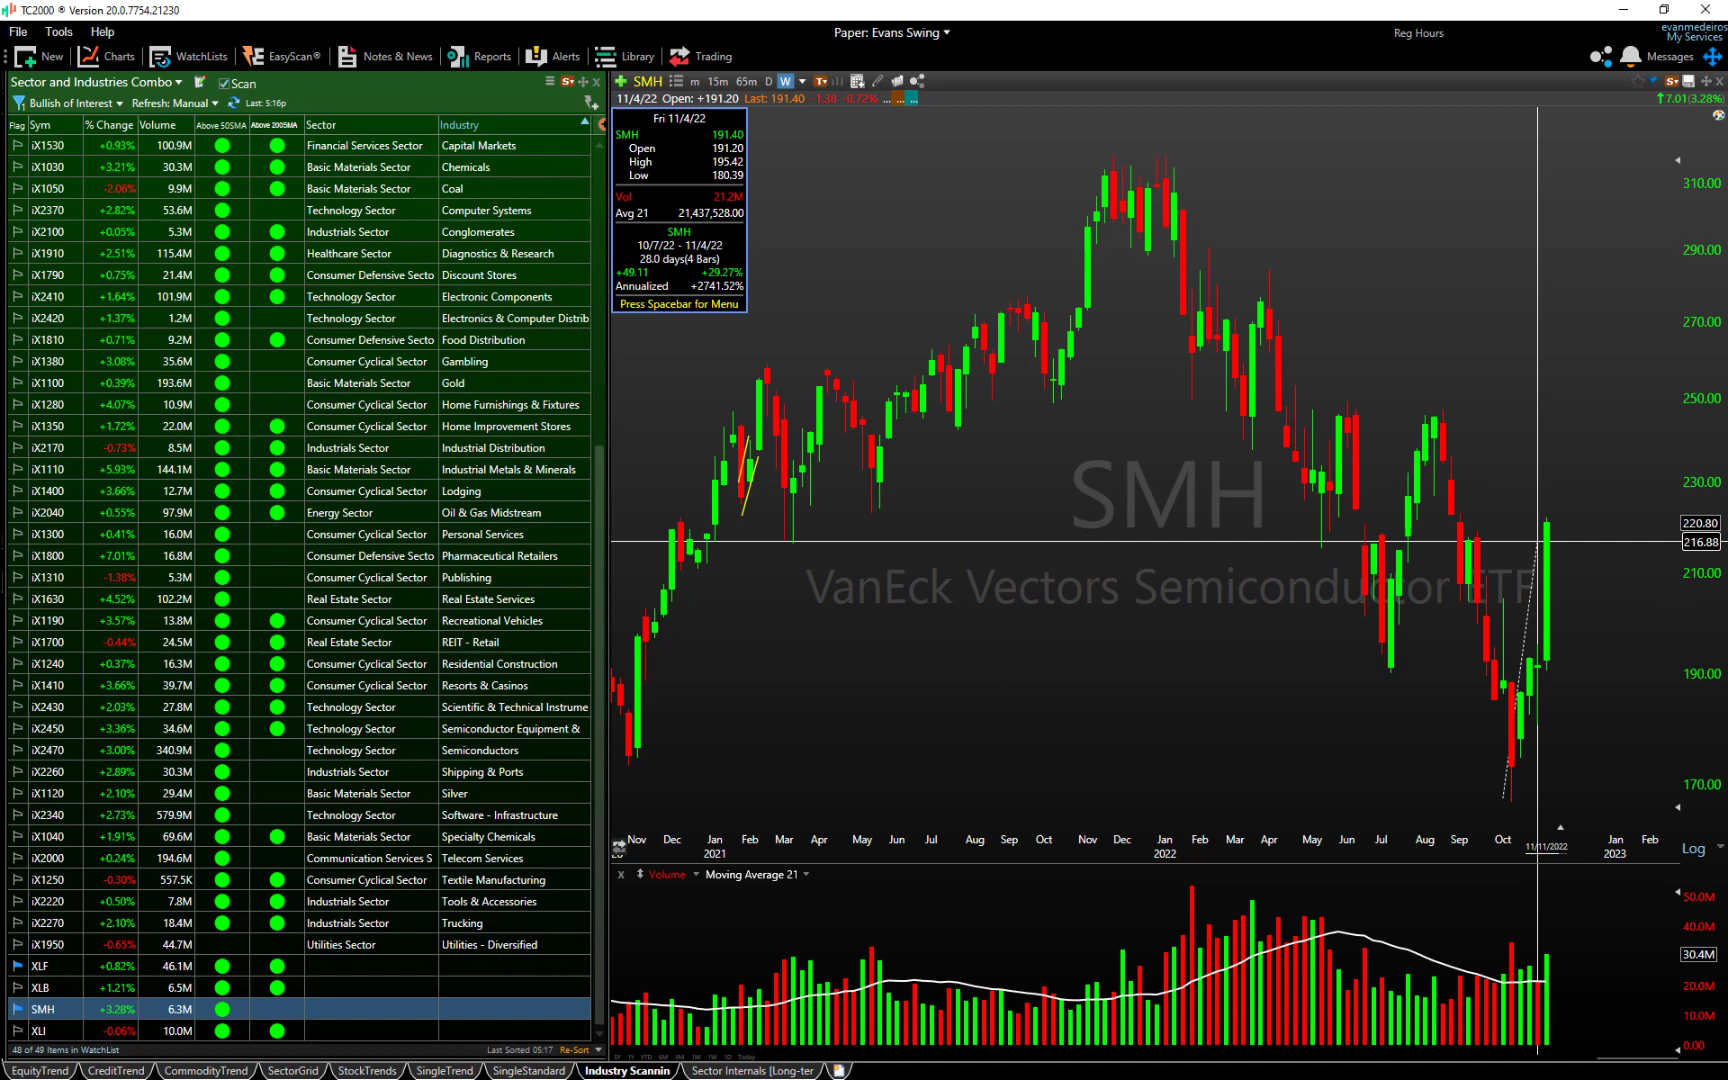 TC2000 ® Version 20.0.7754.21230
File Tools Help
Paper: Evans Swing
Reg Hours
evanmedeiros
My Services
New Charts WatchLists EasyScan® Notes & News Reports Alerts Library Trading
Messages
Sector and Industries Combo Scan
Bullish of Interest Refresh: Manual Last: 5:16p
Flag Sym % Change Volume Above 50SMA Above 200SMA Sector Industry
iX1530 +0.93% 100.9M Financial Services Sector Capital Markets
iX1030 +3.21% 30.3M Basic Materials Sector Chemicals
iX1050 -2.06% 9.9M Basic Materials Sector Coal
iX2370 +2.82% 53.6M Technology Sector Computer Systems
iX2100 +0.05% 5.3M Industrials Sector Conglomerates
iX1910 +2.51% 115.4M Healthcare Sector Diagnostics & Research
iX1790 +0.75% 21.4M Consumer Defensive Secto Discount Stores
iX2410 +1.64% 101.9M Technology Sector Electronic Components
iX2420 +1.37% 1.2M Technology Sector Electronics & Computer Distrib
iX1810 +0.71% 9.2M Consumer Defensive Secto Food Distribution
iX1380 +3.08% 35.6M Consumer Cyclical Sector Gambling
iX1100 +0.39% 193.6M Basic Materials Sector Gold
iX1280 +4.07% 10.9M Consumer Cyclical Sector Home Furnishings & Fixtures
iX1350 +1.72% 22.0M Consumer Cyclical Sector Home Improvement Stores
iX2170 -0.73% 8.5M Industrials Sector Industrial Distribution
iX1110 +5.93% 144.1M Basic Materials Sector Industrial Metals & Minerals
iX1400 +3.66% 12.7M Consumer Cyclical Sector Lodging
iX2040 +0.55% 97.9M Energy Sector Oil & Gas Midstream
iX1300 +0.41% 16.0M Consumer Cyclical Sector Personal Services
iX1800 +7.01% 16.8M Consumer Defensive Secto Pharmaceutical Retailers
iX1310 -1.38% 5.3M Consumer Cyclical Sector Publishing
iX1630 +4.52% 102.2M Real Estate Sector Real Estate Services
iX1190 +3.57% 13.8M Consumer Cyclical Sector Recreational Vehicles
iX1700 -0.44% 24.5M Real Estate Sector REIT - Retail
iX1240 +0.37% 16.3M Consumer Cyclical Sector Residential Construction
iX1410 +3.66% 39.7M Consumer Cyclical Sector Resorts & Casinos
iX2430 +2.03% 27.8M Technology Sector Scientific & Technical Instrume
iX2450 +3.36% 34.6M Technology Sector Semiconductor Equipment &
iX2470 +3.00% 340.9M Technology Sector Semiconductors
iX2260 +2.89% 30.3M Industrials Sector Shipping & Ports
iX1120 +2.10% 29.4M Basic Materials Sector Silver
iX2340 +2.73% 579.9M Technology Sector Software - Infrastructure
iX1040 +1.91% 69.6M Basic Materials Sector Specialty Chemicals
iX2000 +0.24% 194.6M Communication Services S Telecom Services
iX1250 -0.30% 557.5K Consumer Cyclical Sector Textile Manufacturing
iX2220 +0.50% 7.8M Industrials Sector Tools & Accessories
iX2270 +2.10% 18.4M Industrials Sector Trucking
iX1950 -0.65% 44.7M Utilities Sector Utilities - Diversified
XLF +0.82% 46.1M
XLB +1.21% 6.5M
SMH +3.28% 6.3M
XLI -0.06% 10.0M
48 of 49 Items in WatchList Last Sorted 05:17 Re-Sort
SMH m 15m 65m D W
11/4/22 Open: +191.20 Last: 191.40 -1.38 -0.72% ... ... ...
7.01(3.28%)
Fri 11/4/22
SMH 191.40
Open 191.20
High 195.42
Low 180.39
Vol 21.2M
Avg 21 21,437,528.00
SMH
10/7/22 - 11/4/22
28.0 days(4 Bars)
+49.11 +29.27%
Annualized +2741.52%
Press Spacebar for Menu
SMH
VanEck Vectors Semiconductor ETF
310.00
290.00
270.00
250.00
230.00
220.80
216.88
210.00
190.00
170.00
Nov Dec Jan Feb Mar Apr May Jun Jul Aug Sep Oct Nov Dec Jan Feb Mar Apr May Jun Jul Aug Sep Oct 11/11/2022 Jan Feb
2021 2022 2023
Log
X Volume Moving Average 21
50.0M
40.0M
30.4M
20.0M
10.0M
0.00
5Y 1Y YTD 6M 3M 1M 1W 1D Today
EquityTrend CreditTrend CommodityTrend SectorGrid StockTrends SingleTrend SingleStandard Industry Scannin Sector Internals [Long-ter